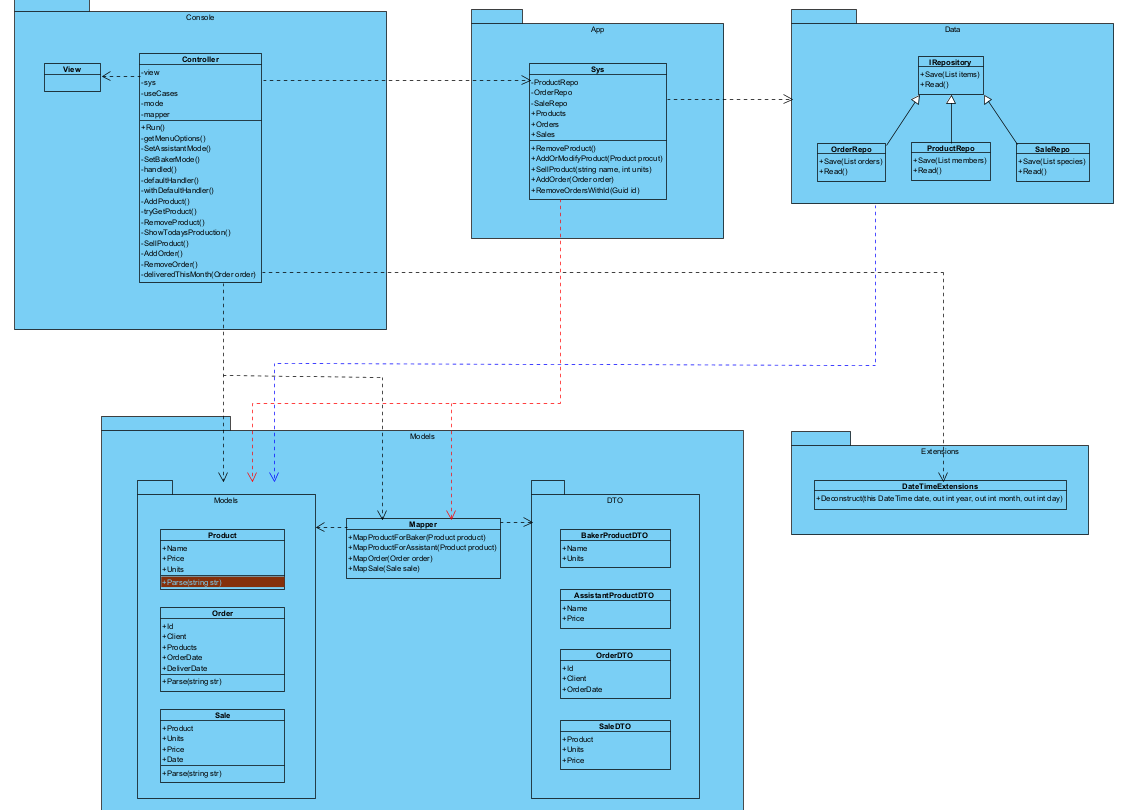 Console
View
Controller
-view
-sys
-useCases
-mode
-mapper
+Run()
-getMenuOptions()
-SetAssistantMode()
-SetBakerMode()
-handled()
-defaultHandler()
-withDefaultHandler()
-AddProduct()
-tryGetProduct()
-RemoveProduct()
-ShowTodaysProduction()
-SellProduct()
-AddOrder()
-RemoveOrder()
-deliveredThisMonth(Order order)
App
Sys
-ProductRepo
-OrderRepo
-SaleRepo
+Products
+Orders
+Sales
+RemoveProduct()
+AddOrModifyProduct(Product procut)
+SellProduct(string name, int units)
+AddOrder(Order order)
+RemoveOrdersWithId(Guid id)
Data
IRepository
+Save(List items)
+Read()
OrderRepo
+Save(List orders)
+Read()
ProductRepo
+Save(List members)
+Read()
SaleRepo
+Save(List species)
+Read()
Models
Models
Product
+Name
+Price
+Units
+Parse(string str)
Order
+Id
+Client
+Products
+OrderDate
+DeliverDate
+Parse(string str)
Sale
+Product
+Units
+Price
+Date
+Parse(string str)
Mapper
+MapProductForBaker(Product product)
+MapProductForAssistant(Product product)
+MapOrder(Order order)
+MapSale(Sale sale)
DTO
BakerProductDTO
+Name
+Units
AssistantProductDTO
+Name
+Price
OrderDTO
+Id
+Client
+OrderDate
SaleDTO
+Product
+Units
+Price
Extensions
DateTimeExtensions
+Deconstruct(this DateTime date, out int year, out int month, out int day)